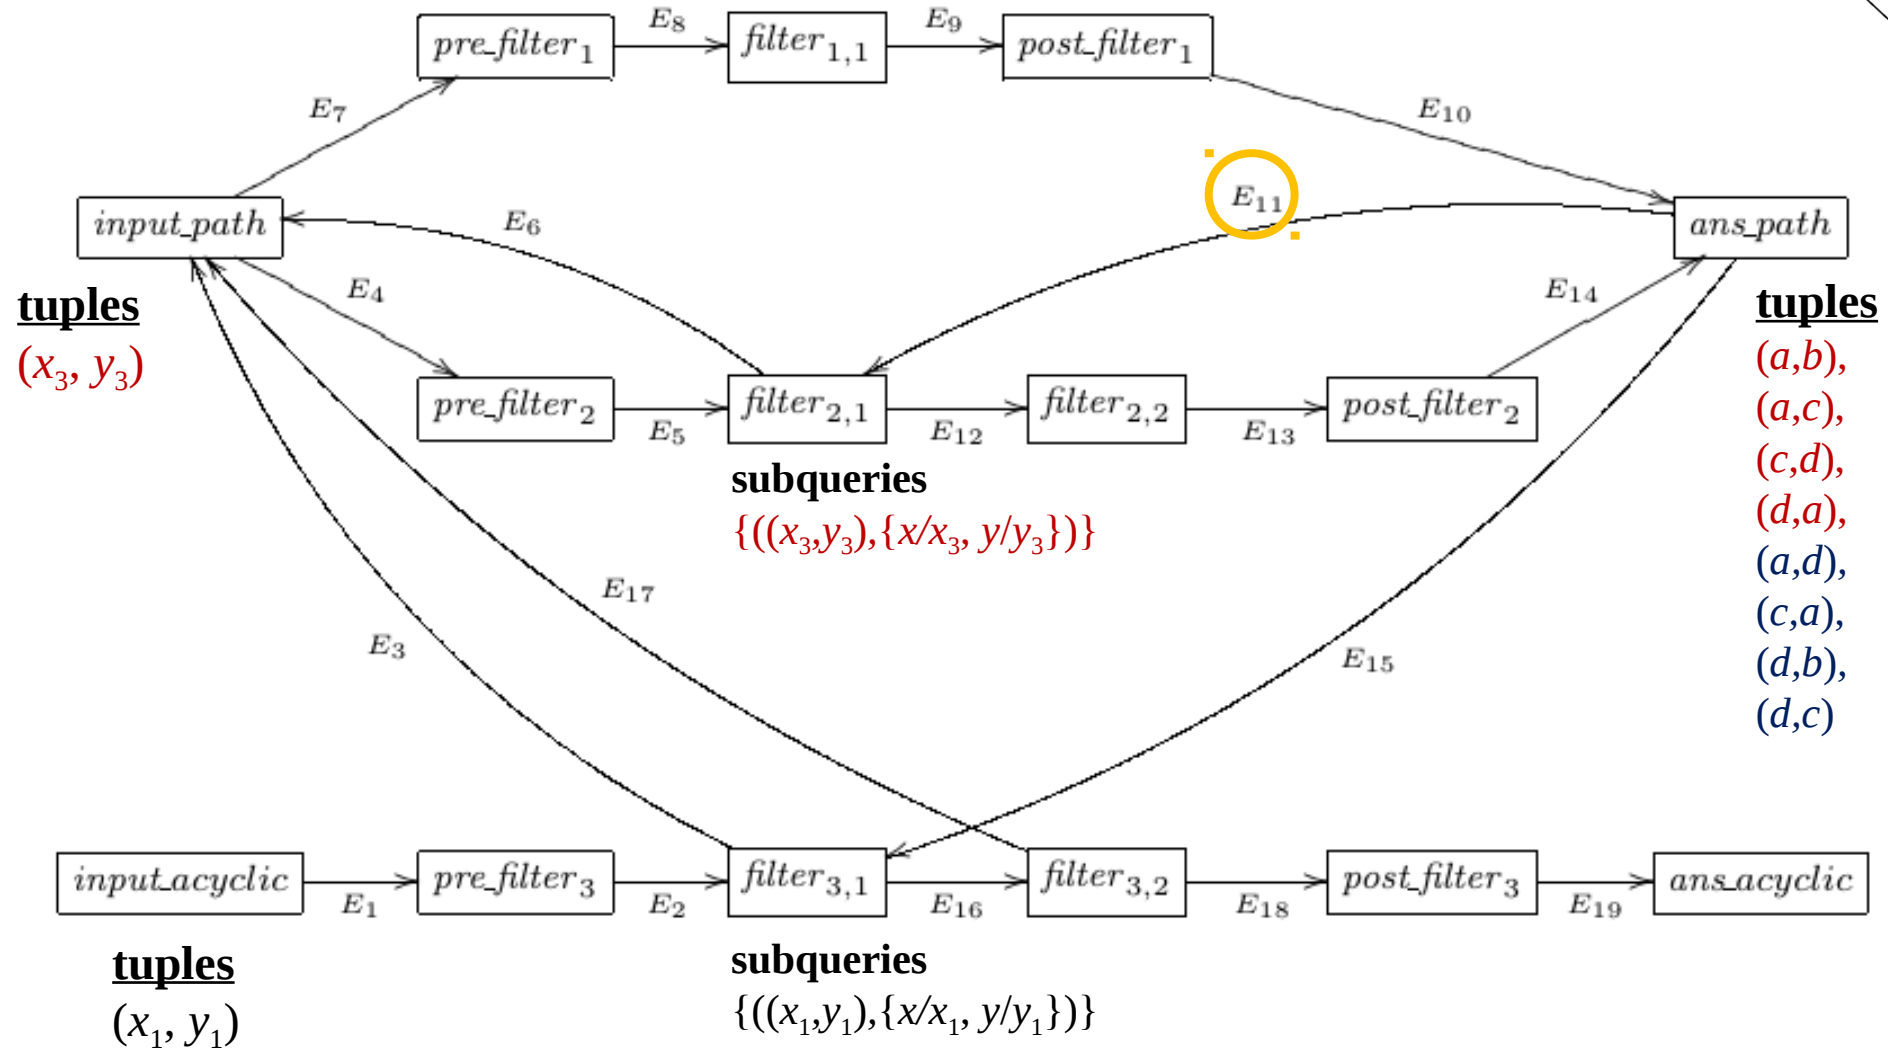 E8
E9
pre_filter1
filter1,1
post_filter1
E7
E10
E11
input_path
E6
ans_path
E4
E14
tuples
(x3, y3)
tuples
(a,b),
(a,c),
(c,d),
(d,a),
(a,d),
(c,a),
(d,b),
(d,c)
pre_filter2
filter2,1
filter2,2
post_filter2
E5
E12
E13
subqueries
{((x3,y3),{x/x3, y/y3})}
E17
E3
E15
input_acyclic
pre_filter3
filter3,1
filter3,2
post_filter3
ans_acyclic
E1
E2
E16
E18
E19
tuples
(x1, y1)
subqueries
{((x1,y1),{x/x1, y/y1})}